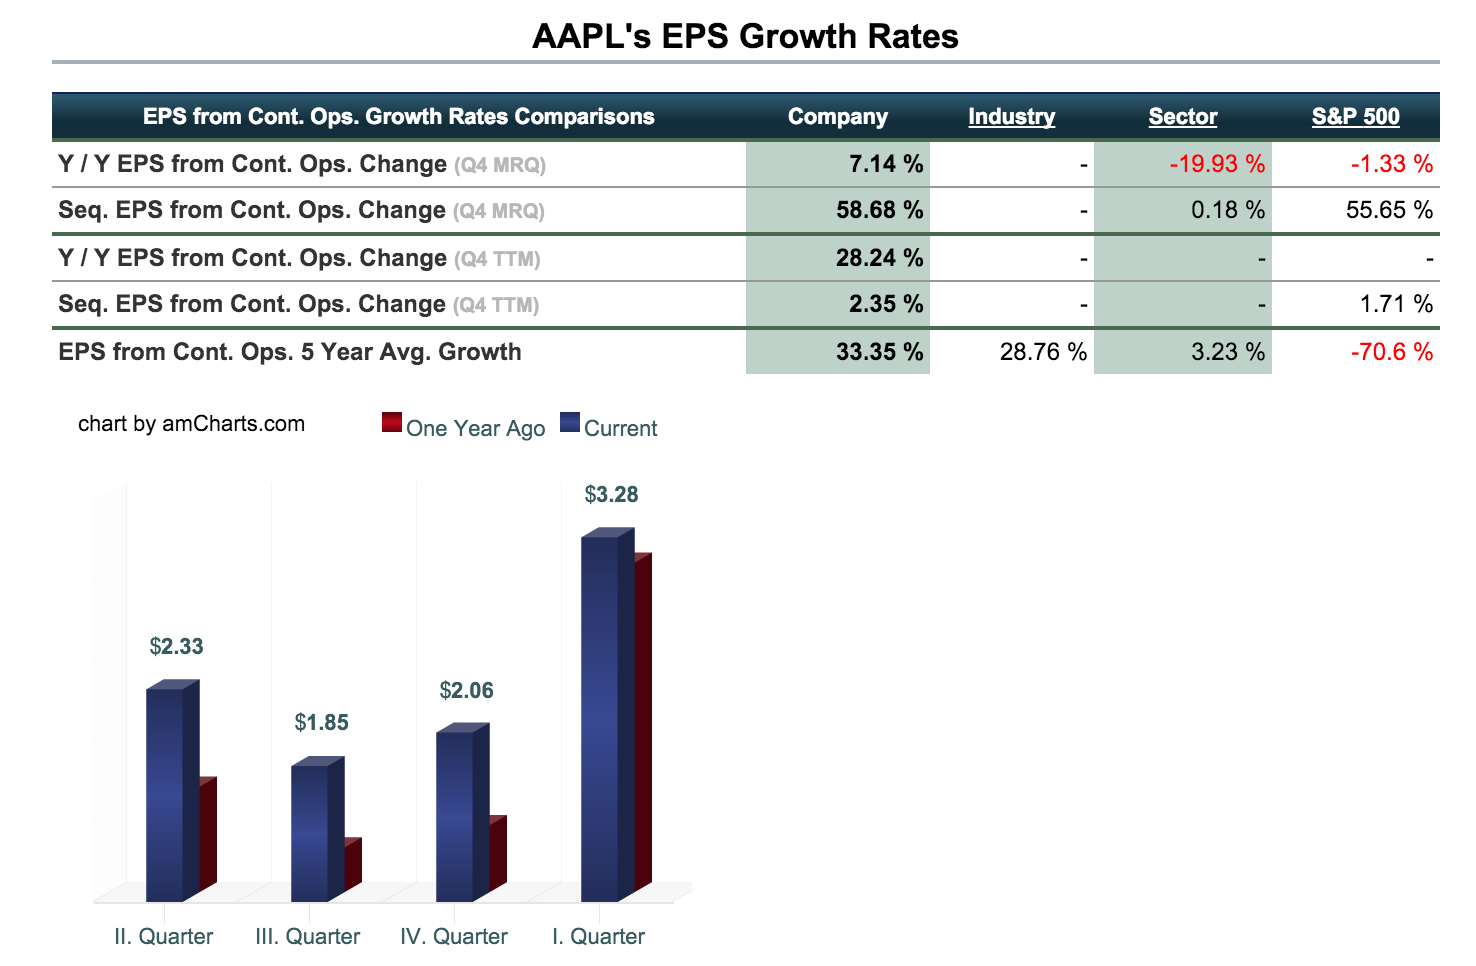 AAPL's EPS Growth Rates
EPS from Cont. Ops. Growth Rates Comparisons Company Industry Sector S&P 500
Y / Y EPS from Cont. Ops. Change (Q4 MRQ) 7.14 % - -19.93 % -1.33 %
Seq. EPS from Cont. Ops. Change (Q4 MRQ) 58.68 % - 0.18 % 55.65 %
Y / Y EPS from Cont. Ops. Change (Q4 TTM) 28.24 % - - -
Seq. EPS from Cont. Ops. Change (Q4 TTM) 2.35 % - - 1.71 %
EPS from Cont. Ops. 5 Year Avg. Growth 33.35 % 28.76 % 3.23 % -70.6 %
chart by amCharts.com One Year Ago Current
$3.28
$2.33
$2.06
$1.85
II. Quarter III. Quarter IV. Quarter I. Quarter